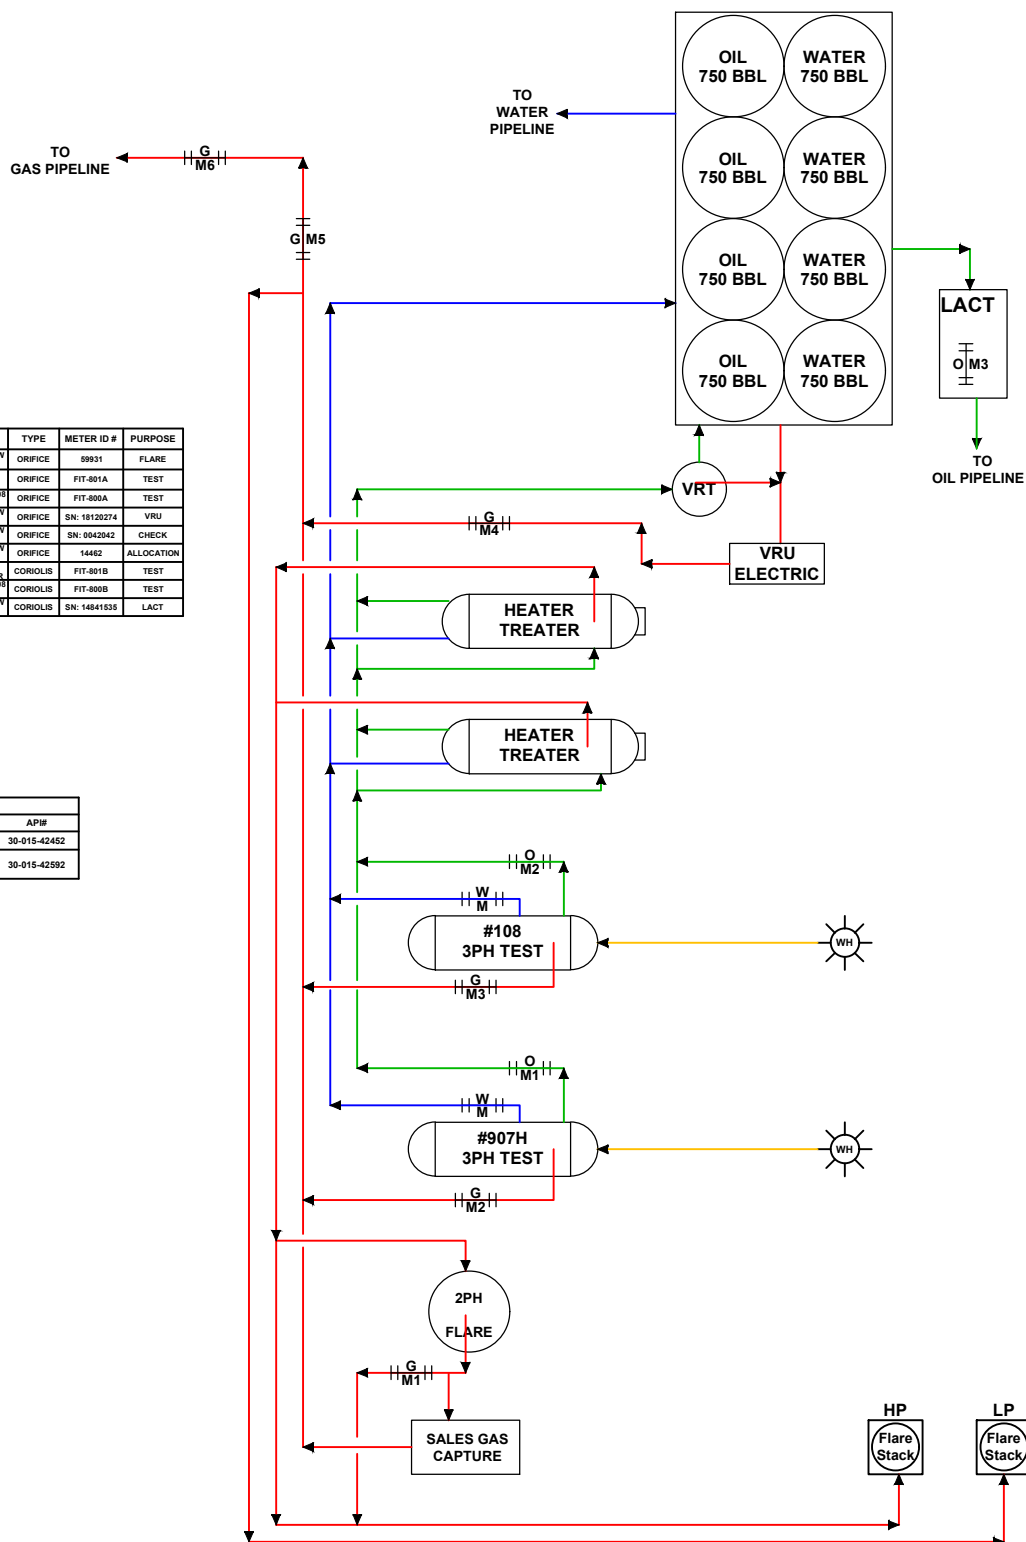 OIL
750 BBL
WATER
750 BBL
TO
WATER
PIPELINE
OIL
750 BBL
WATER
750 BBL
TO
GAS PIPELINE
G
M6
G M5
OIL
750 BBL
WATER
750 BBL
LACT
O M3
OIL
750 BBL
WATER
750 BBL
TO
OIL PIPELINE
TYPE METER ID # PURPOSE
ORIFICE 59931 FLARE
ORIFICE FIT-801A TEST
ORIFICE FIT-800A TEST
ORIFICE SN: 18120274 VRU
ORIFICE SN: 0042042 CHECK
ORIFICE 14462 ALLOCATION
CORIOLIS FIT-801B TEST
CORIOLIS FIT-800B TEST
CORIOLIS SN: 14841535 LACT
VRT
G
M4
VRU
ELECTRIC
HEATER
TREATER
HEATER
TREATER
API#
30-015-42452
30-015-42592
O
M2
W
M
#108
3PH TEST
WH
G
M3
O
M1
W
M
#907H
3PH TEST
WH
G
M2
2PH
FLARE
G
M1
SALES GAS
CAPTURE
HP
Flare
Stack
LP
Flare
Stack